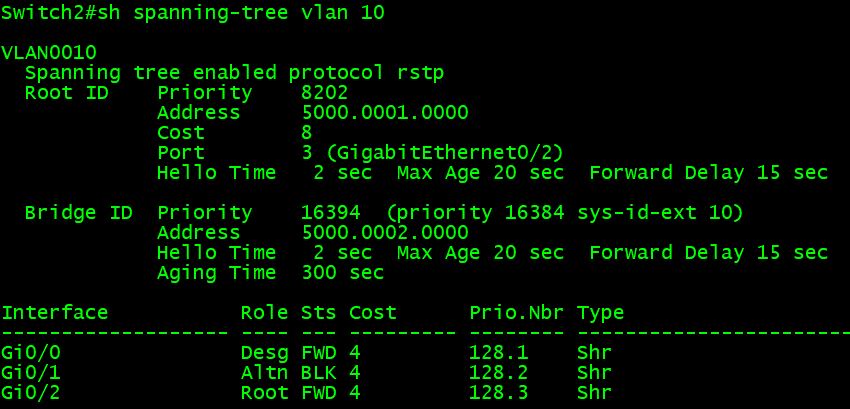 Switch2#sh spanning-tree vlan 10
VLAN0010
Spanning tree enabled protocol rstp
Root ID Priority 8202
Address 5000.0001.0000
Cost 8
Port 3 (GigabitEthernet0/2)
Hello Time 2 sec Max Age 20 sec Forward Delay 15 sec
Bridge ID Priority 16394 (priority 16384 sys-id-ext 10)
Address 5000.0002.0000
Hello Time 2 sec Max Age 20 sec Forward Delay 15 sec
Aging Time 300 sec
Interface Role Sts Cost Prio.Nbr Type
------------------- ---- --- --------- -------- -----------------------
Gi0/0 Desg FWD 4 128.1 Shr
Gi0/1 Altn BLK 4 128.2 Shr
Gi0/2 Root FWD 4 128.3 Shr